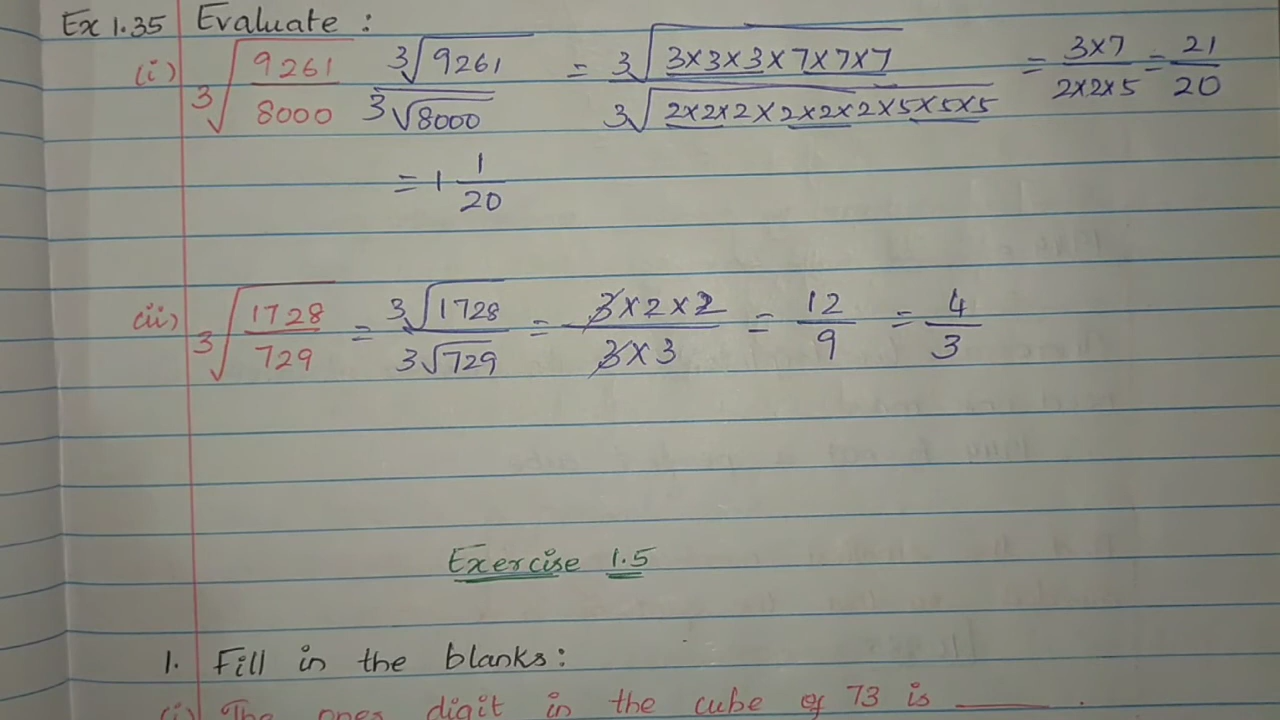 Ex 1.35 Evaluate :
(i) ∛(9261/8000) ∛9261/∛8000 = ∛(3×3×3×7×7×7)/∛(2×2×2×2×2×2×5×5×5) = 3×7/2×2×5 = 21/20
= 1 1/20
(ii) ∛(1728/729) = ∛1728/∛729 = 3×2×2/3×3 = 12/9 = 4/3
Exercise 1.5
1. Fill in the blanks :
(i) The ones digit in the cube of 73 is ______ .